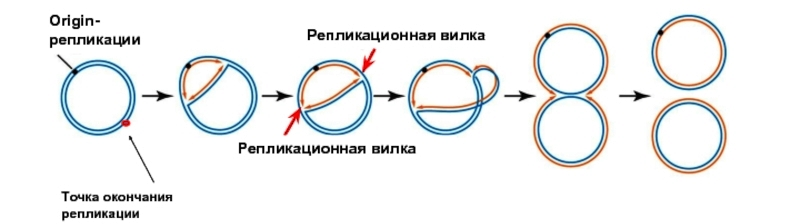 Origin-
репликации
Репликационная вилка
Репликационная вилка
Точка окончания
репликации